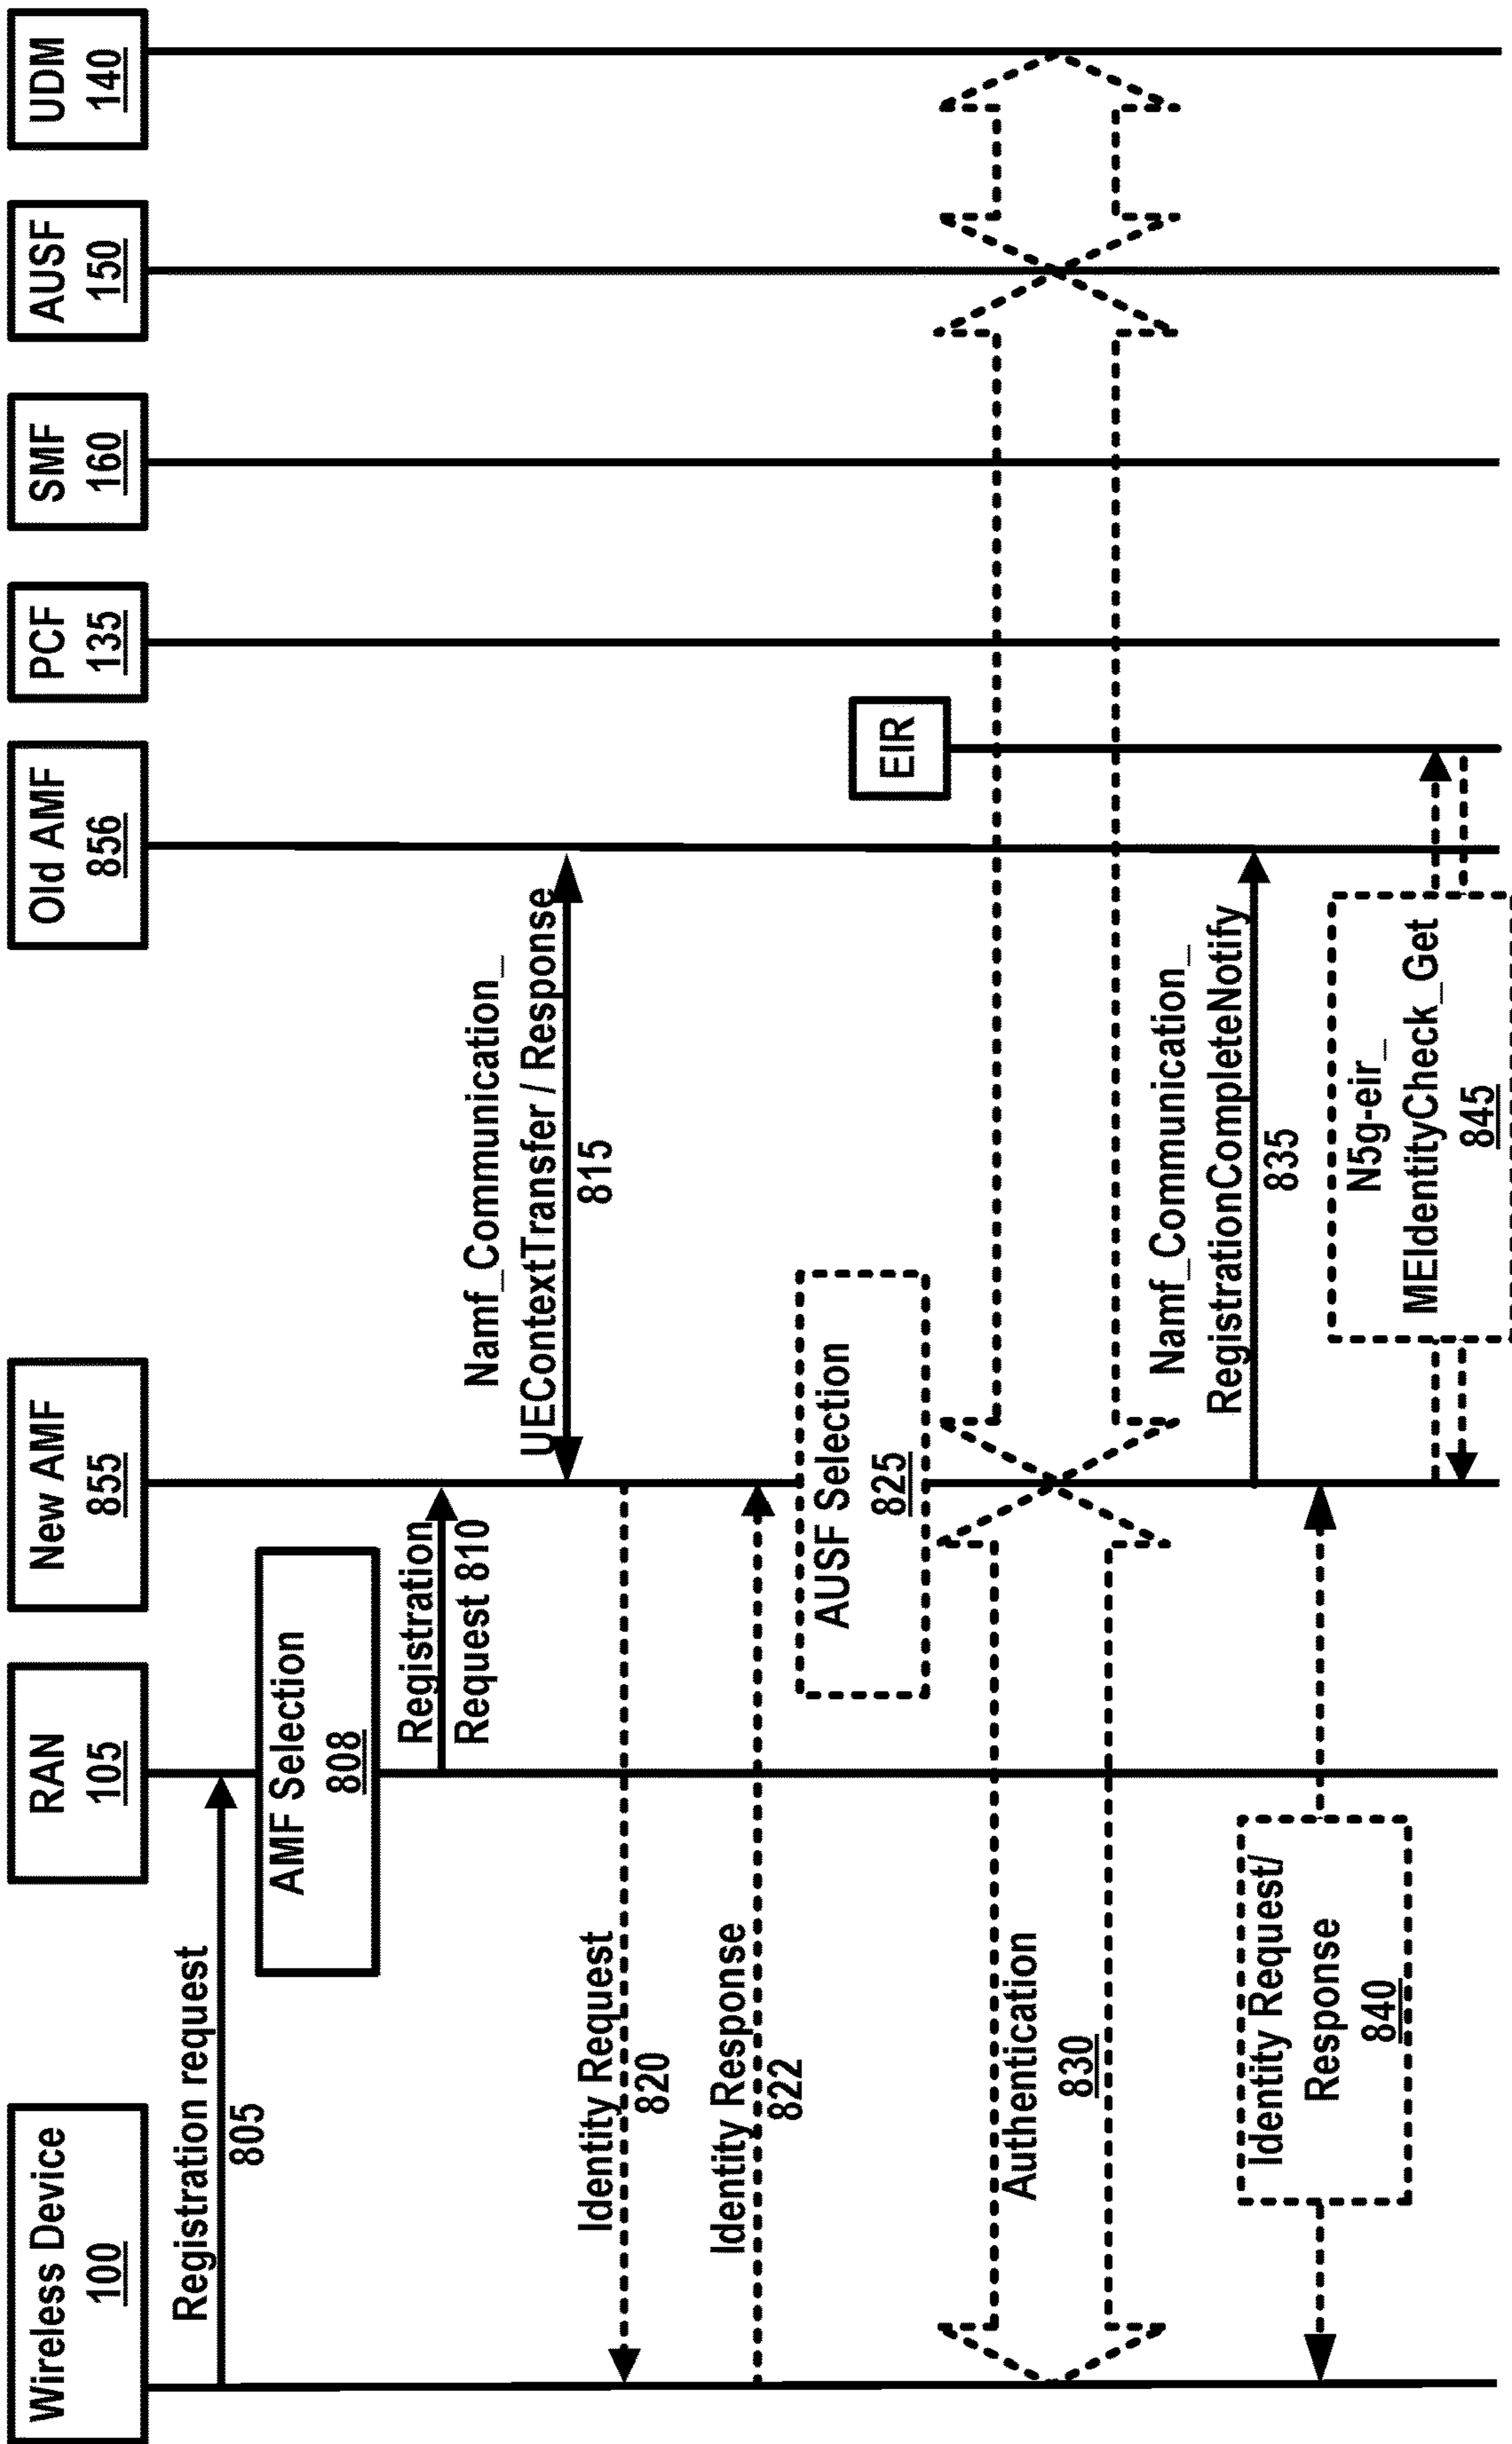 Wireless Device
100
RAN
105
New AMF
855
Old AMF
856
PCF
135
SMF
160
AUSF
150
UDM
140
Registration request
805
AMF Selection
808
Registration
Request 810
Namf_Communication_
UEContextTransfer / Response
815
Identity Request
820
Identity Response
822
AUSF Selection
825
EIR
Authentication
830
Namf_Communication_
RegistrationCompleteNotify
835
Identity Request/
Response
840
N5g-eir_
MEIdentityCheck_Get
845